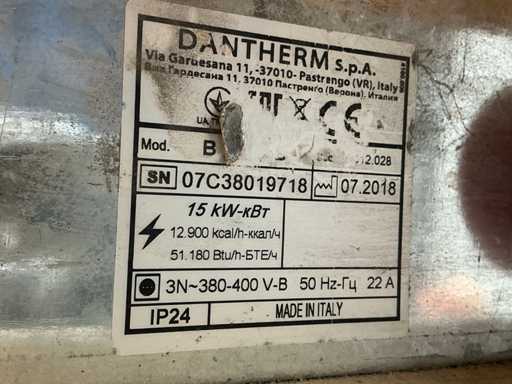 DANTHERM S.p.A.
Via Gardesana 11, -37010- Pastrengo (VR), Italy
Виа Гардесана 11, 37010 Пастренго (Верона), Италия
Mod. B 2.028
SN 07C38019718 07.2018
15 kW-кВт
12.900 kcal/h-ккал/ч
51.180 Btu/h-БТЕ/ч
3N~380-400 V-B 50 Hz-Гц 22 A
IP24 MADE IN ITALY